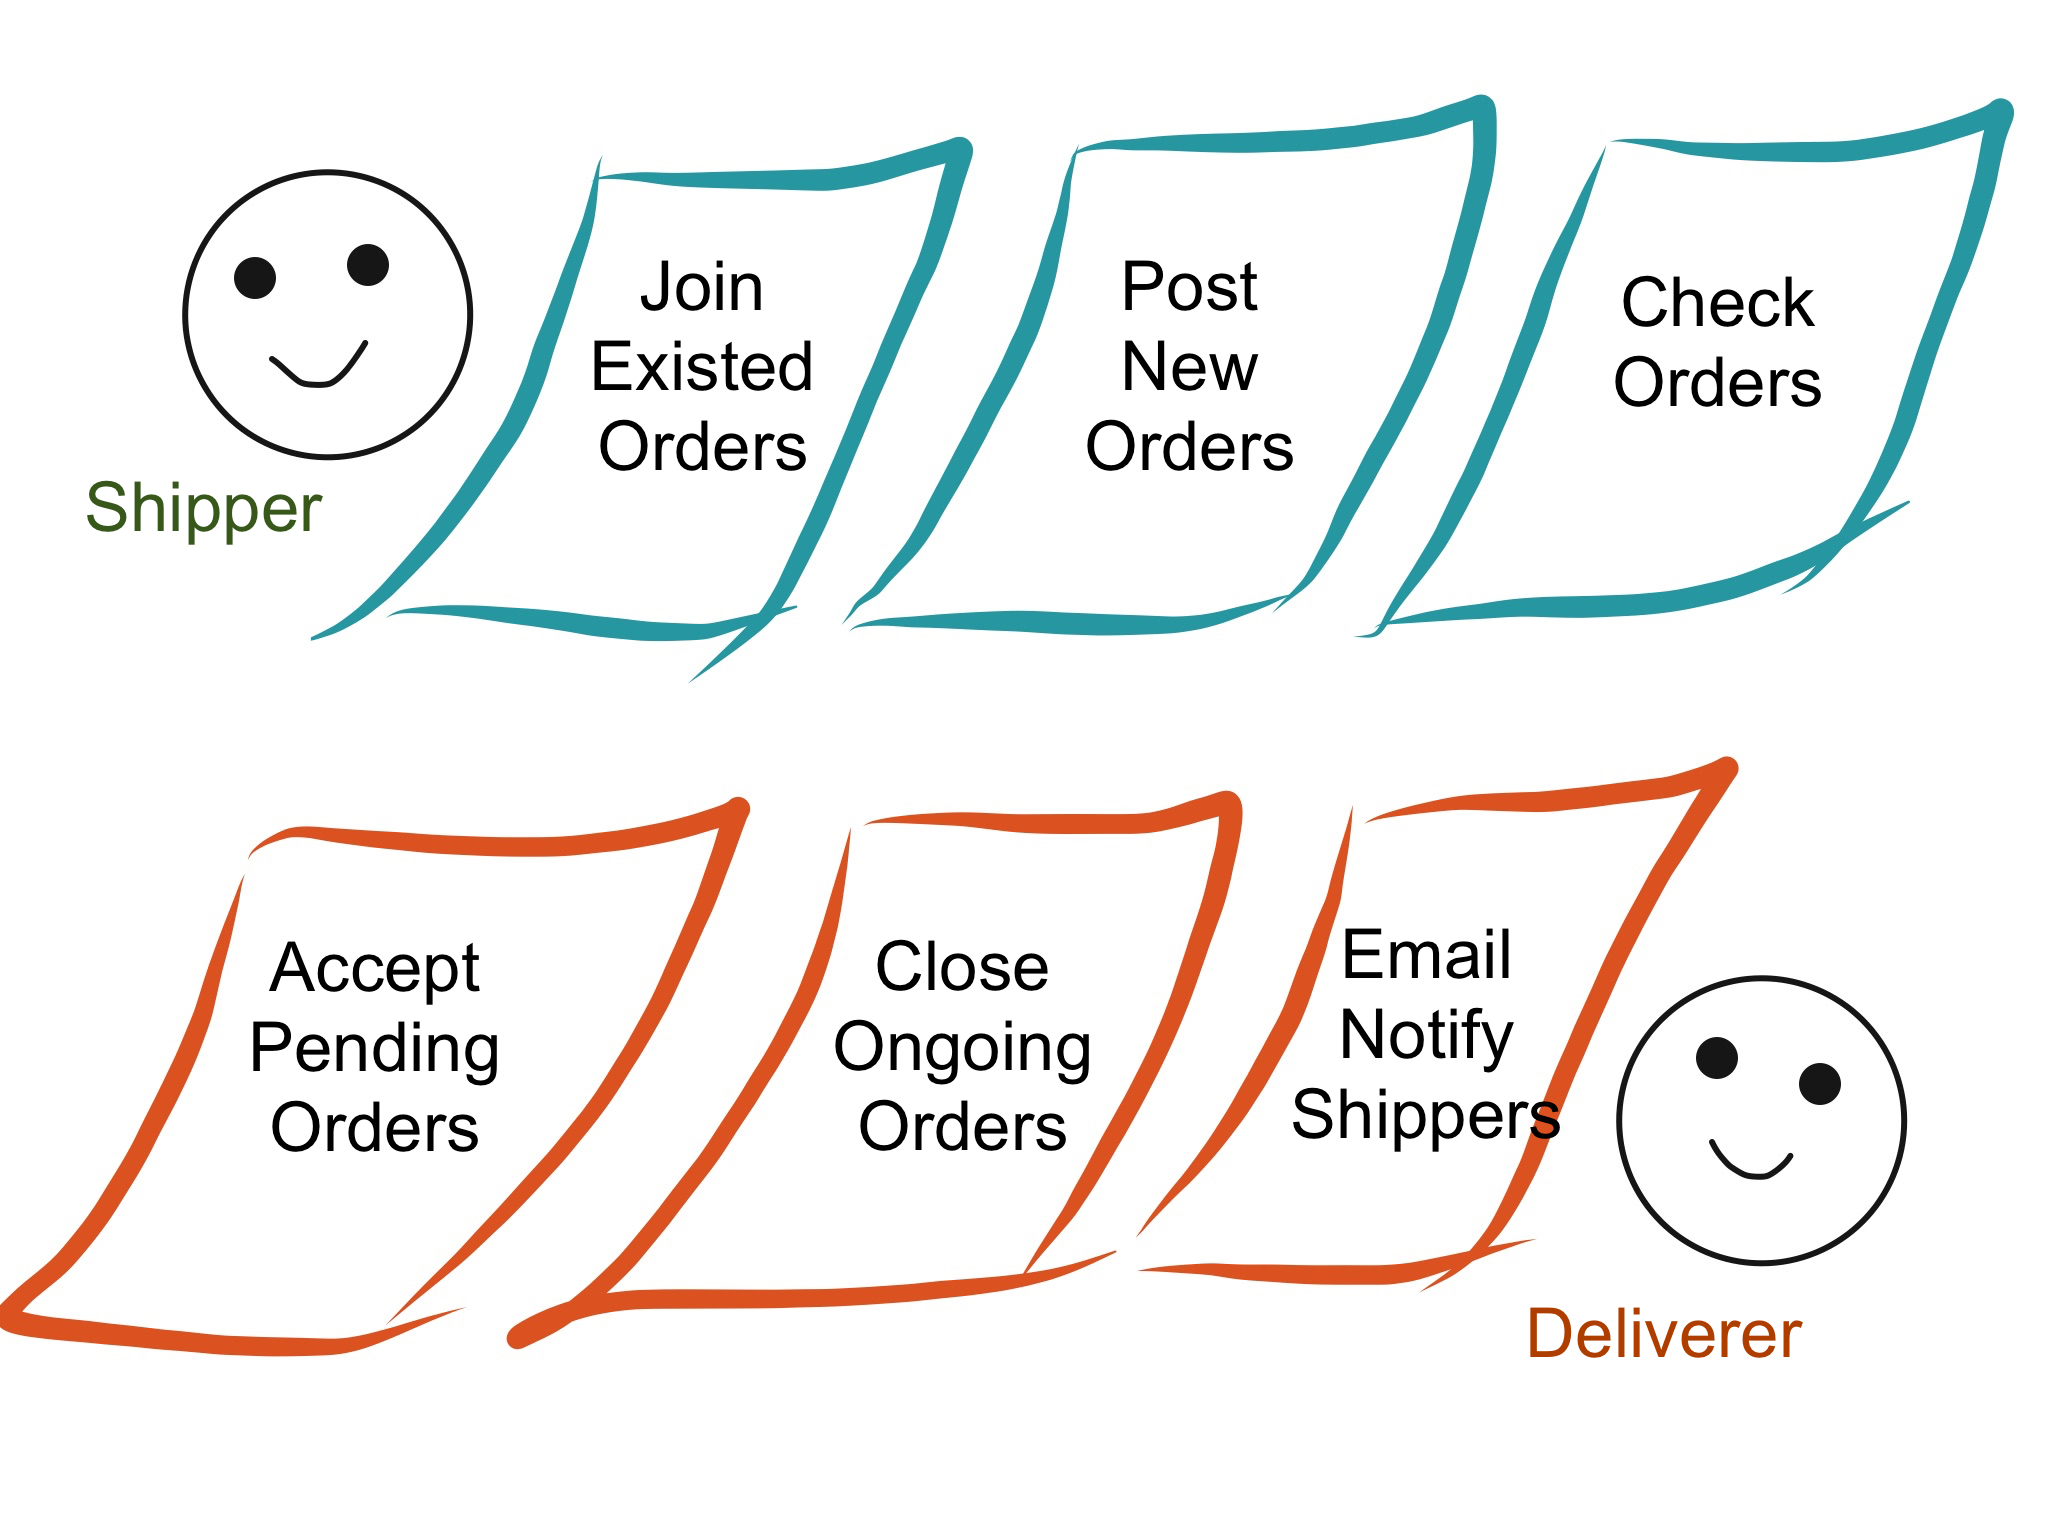 Shipper
Join
Existed
Orders
Post
New
Orders
Check
Orders
Accept
Pending
Orders
Close
Ongoing
Orders
Email
Notify
Shippers
Deliverer